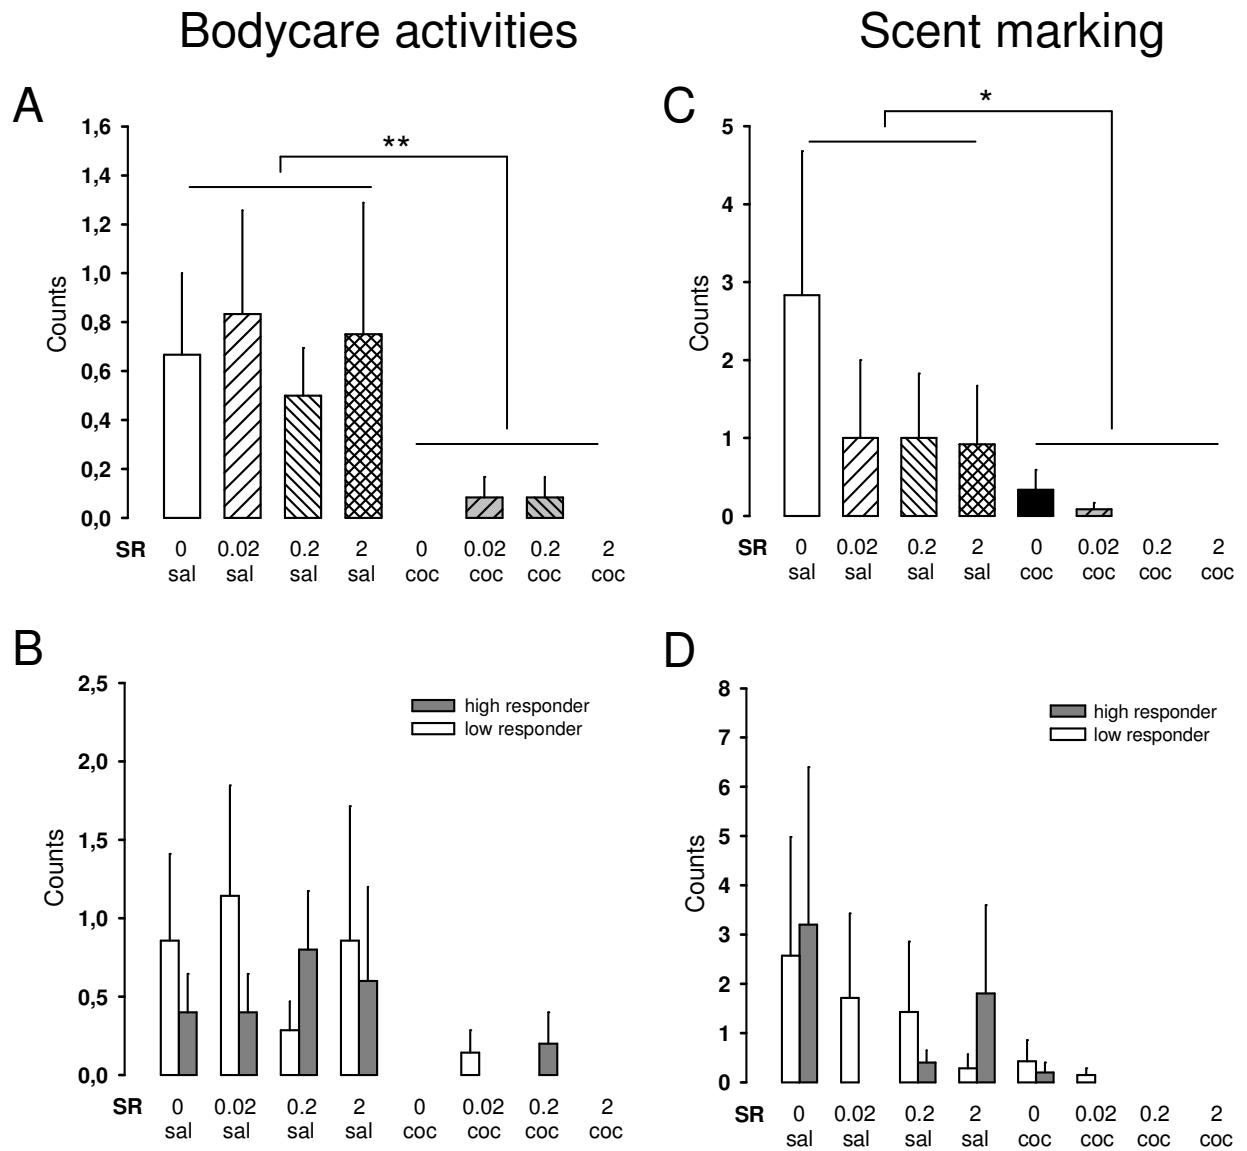 Bodycare activities
Scent marking
A
**
1,6
1,4
1,2
1,0
0,8
0,6
0,4
0,2
0,0
Counts
SR 0 0.02 0.2 2 0 0.02 0.2 2
sal sal sal sal coc coc coc coc
C
*
5
4
3
2
1
0
Counts
SR 0 0.02 0.2 2 0 0.02 0.2 2
sal sal sal sal coc coc coc coc
B
2,5
2,0
1,5
1,0
0,5
0,0
Counts
high responder
low responder
SR 0 0.02 0.2 2 0 0.02 0.2 2
sal sal sal sal coc coc coc coc
D
8
7
6
5
4
3
2
1
0
Counts
high responder
low responder
SR 0 0.02 0.2 2 0 0.02 0.2 2
sal sal sal sal coc coc coc coc